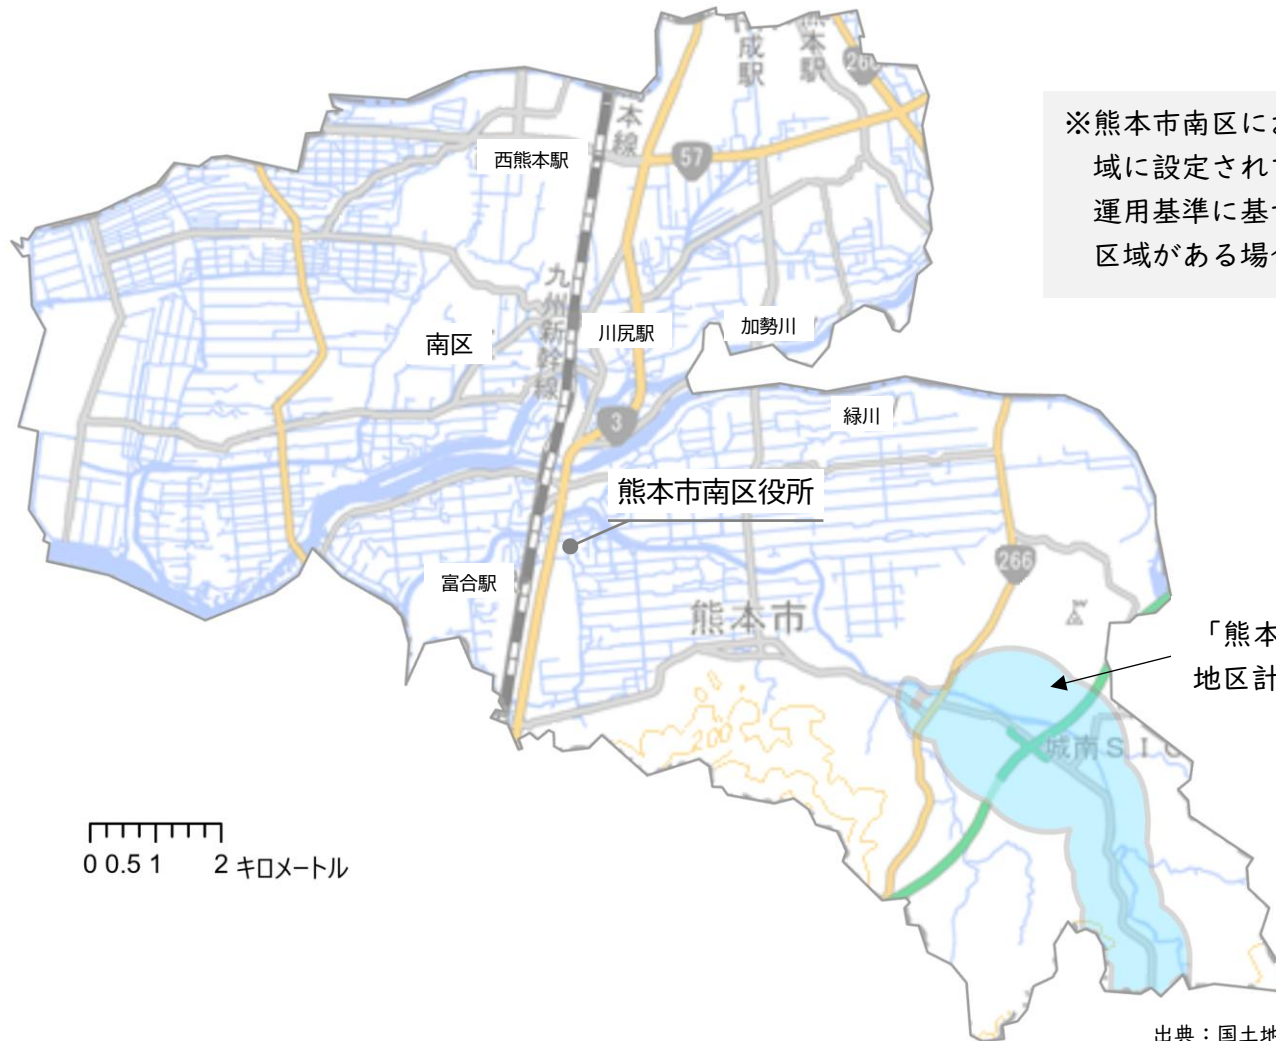 成駅
本駅
266
本線
57
西熊本駅
※熊本市南区にお
域に設定されて
運用基準に基づ
区域がある場合
九州新幹線
川尻駅
加勢川
南区
3
緑川
熊本市南区役所
266
富合駅
熊本市
「熊本
地区計
200
城南SIC
0 0.5 1 2 キロメートル
出典：国土地